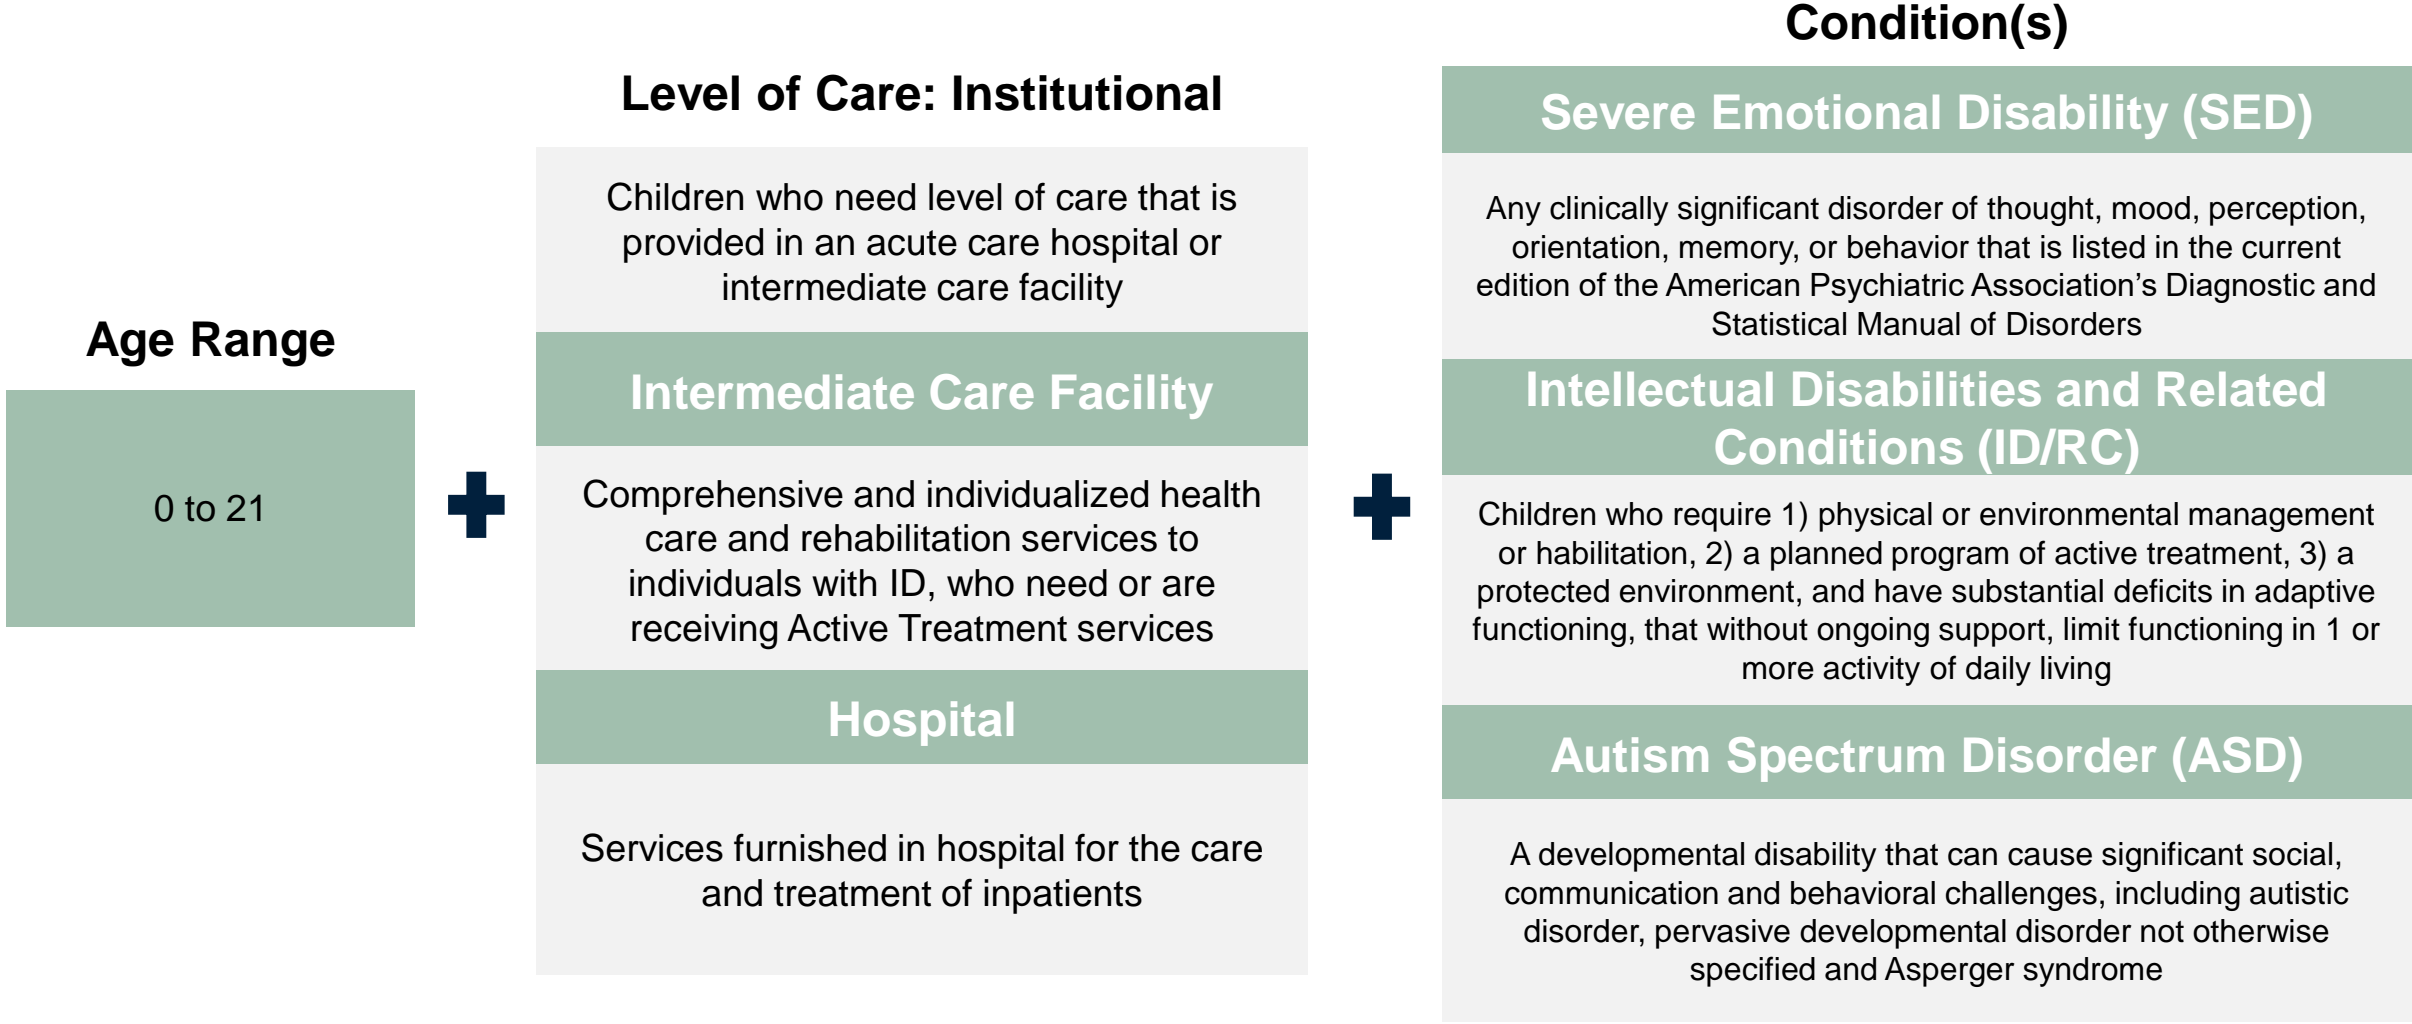 Age Range
0 to 21
Level of Care: Institutional
Children who need level of care that is
provided in an acute care hospital or
intermediate care facility
Intermediate Care Facility
Comprehensive and individualized health
care and rehabilitation services to
individuals with ID, who need or are
receiving Active Treatment services
Hospital
Services furnished in hospital for the care
and treatment of inpatients
Condition(s)
Severe Emotional Disability (SED)
Any clinically significant disorder of thought, mood, perception,
orientation, memory, or behavior that is listed in the current
edition of the American Psychiatric Association’s Diagnostic and
Statistical Manual of Disorders
Intellectual Disabilities and Related
Conditions (ID/RC)
Children who require 1) physical or environmental management
or habilitation, 2) a planned program of active treatment, 3) a
protected environment, and have substantial deficits in adaptive
functioning, that without ongoing support, limit functioning in 1 or
more activity of daily living
Autism Spectrum Disorder (ASD)
A developmental disability that can cause significant social,
communication and behavioral challenges, including autistic
disorder, pervasive developmental disorder not otherwise
specified and Asperger syndrome